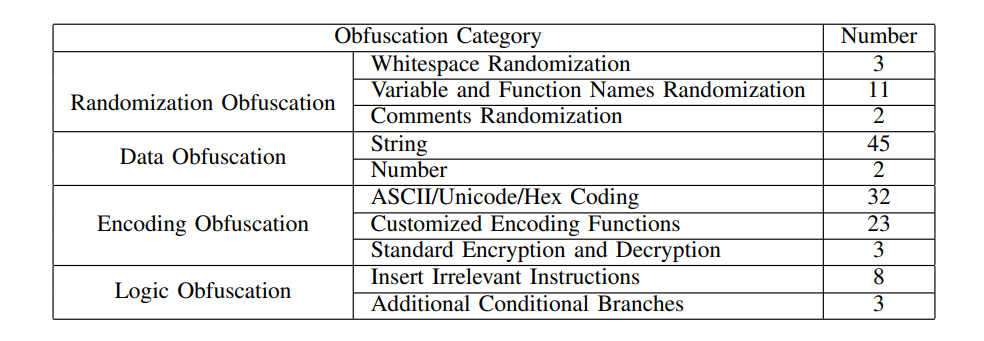 Obfuscation Category Number
Randomization Obfuscation
Whitespace Randomization 3
Variable and Function Names Randomization 11
Comments Randomization 2
Data Obfuscation
String 45
Number 2
Encoding Obfuscation
ASCII/Unicode/Hex Coding 32
Customized Encoding Functions 23
Standard Encryption and Decryption 3
Logic Obfuscation
Insert Irrelevant Instructions 8
Additional Conditional Branches 3